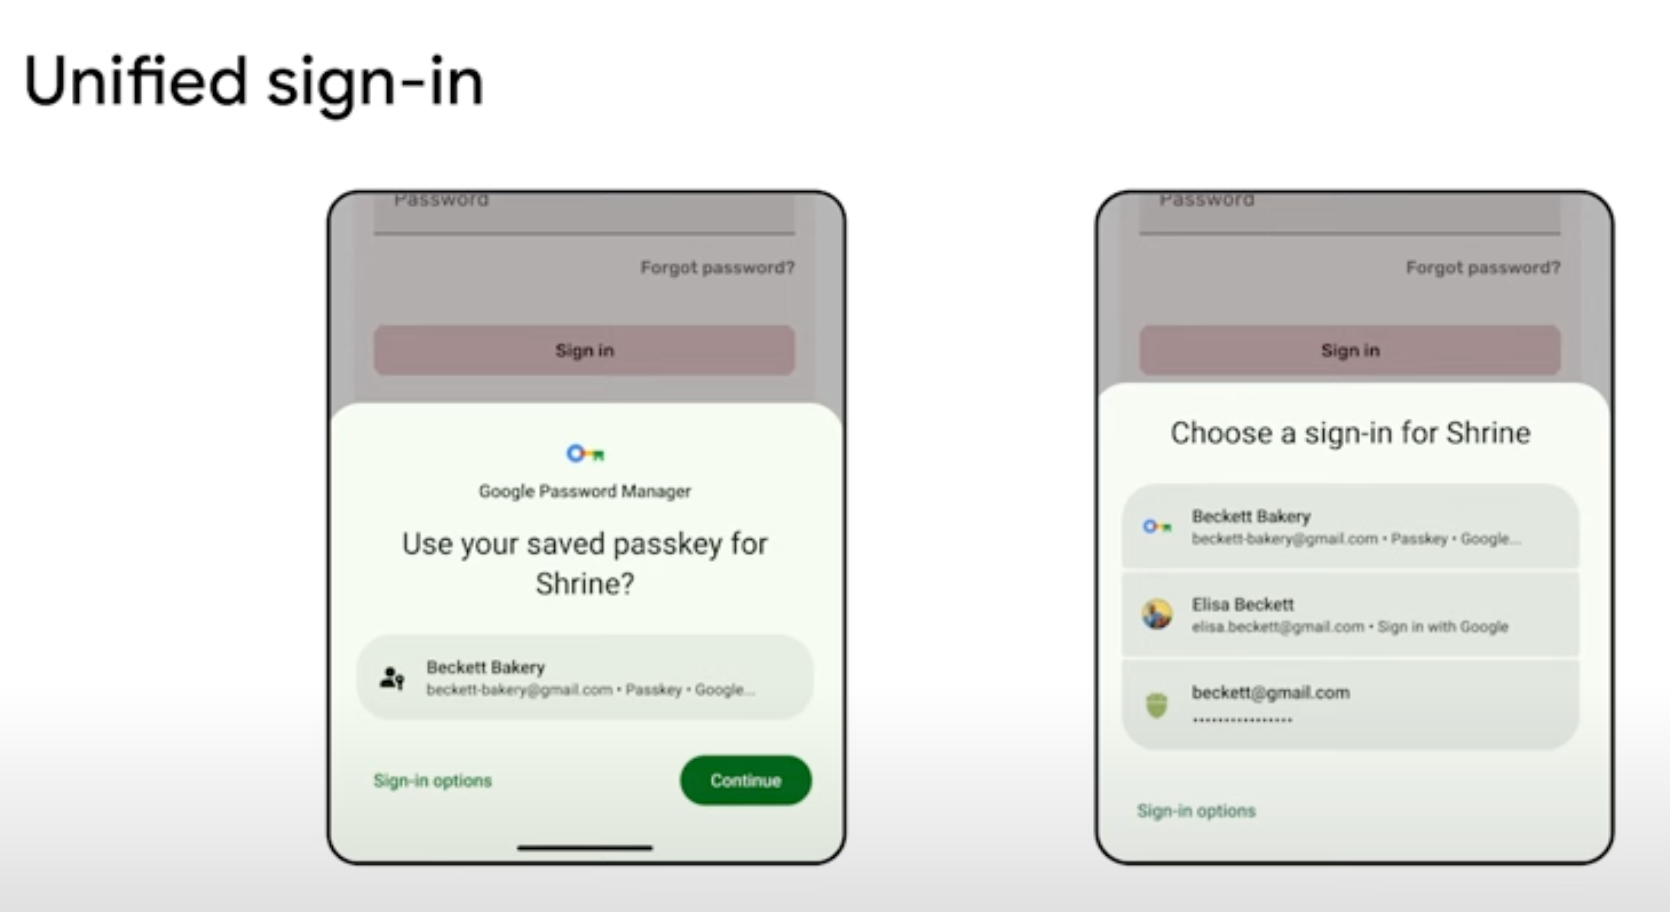 Unified sign-in
Password
Forgot password?
Sign in
Google Password Manager
Use your saved passkey for
Shrine?
Beckett Bakery
beckett-bakery@gmail.com • Passkey • Google...
Sign-in options
Continue
Password
Forgot password?
Sign in
Choose a sign-in for Shrine
Beckett Bakery
beckett-bakery@gmail.com • Passkey • Google...
Elisa Beckett
elisa.beckett@gmail.com • Sign in with Google
beckett@gmail.com
••••••••••••••••
Sign-in options